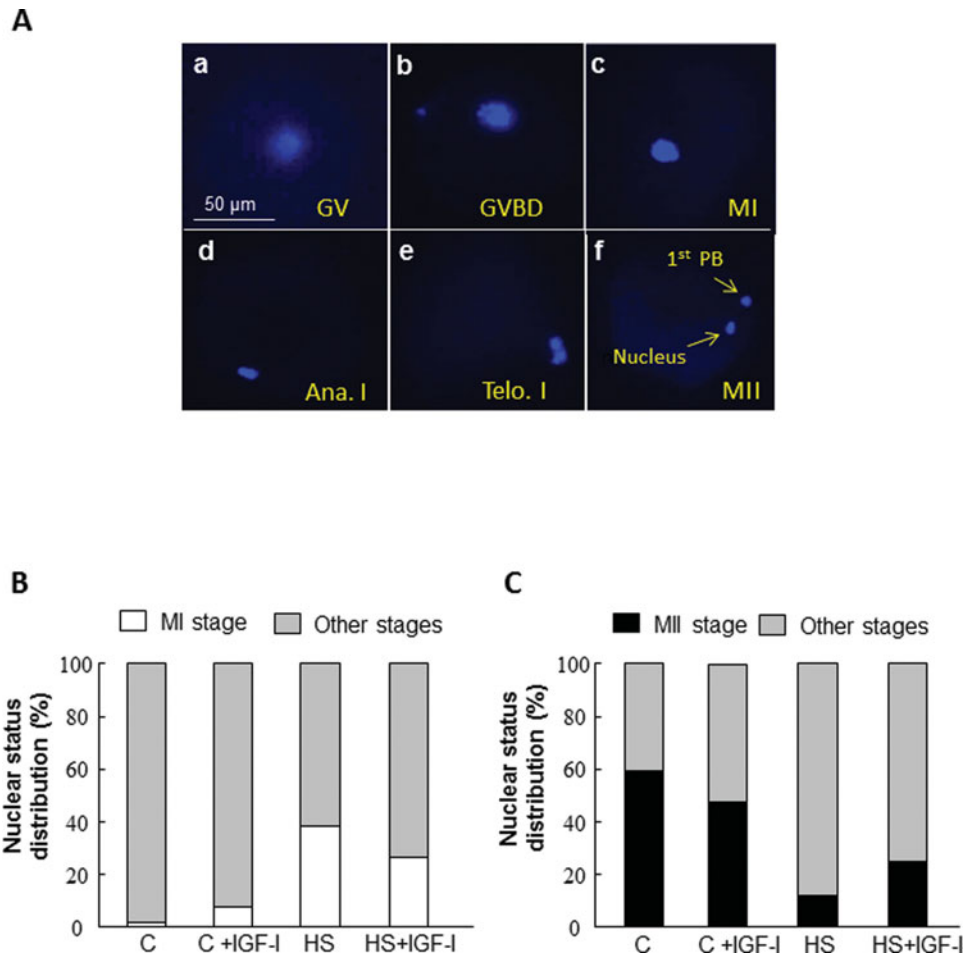 A
a
b
c
50 µm
GV
GVBD
MI
d
e
f
1st PB
Nucleus
Ana. I
Telo. I
MII
B
MI stage
Other stages
Nuclear status
distribution (%)
100
80
60
40
20
0
C
C +IGF-I
HS
HS+IGF-I
C
MII stage
Other stages
Nuclear status
distribution (%)
100
80
60
40
20
0
C
C +IGF-I
HS
HS+IGF-I